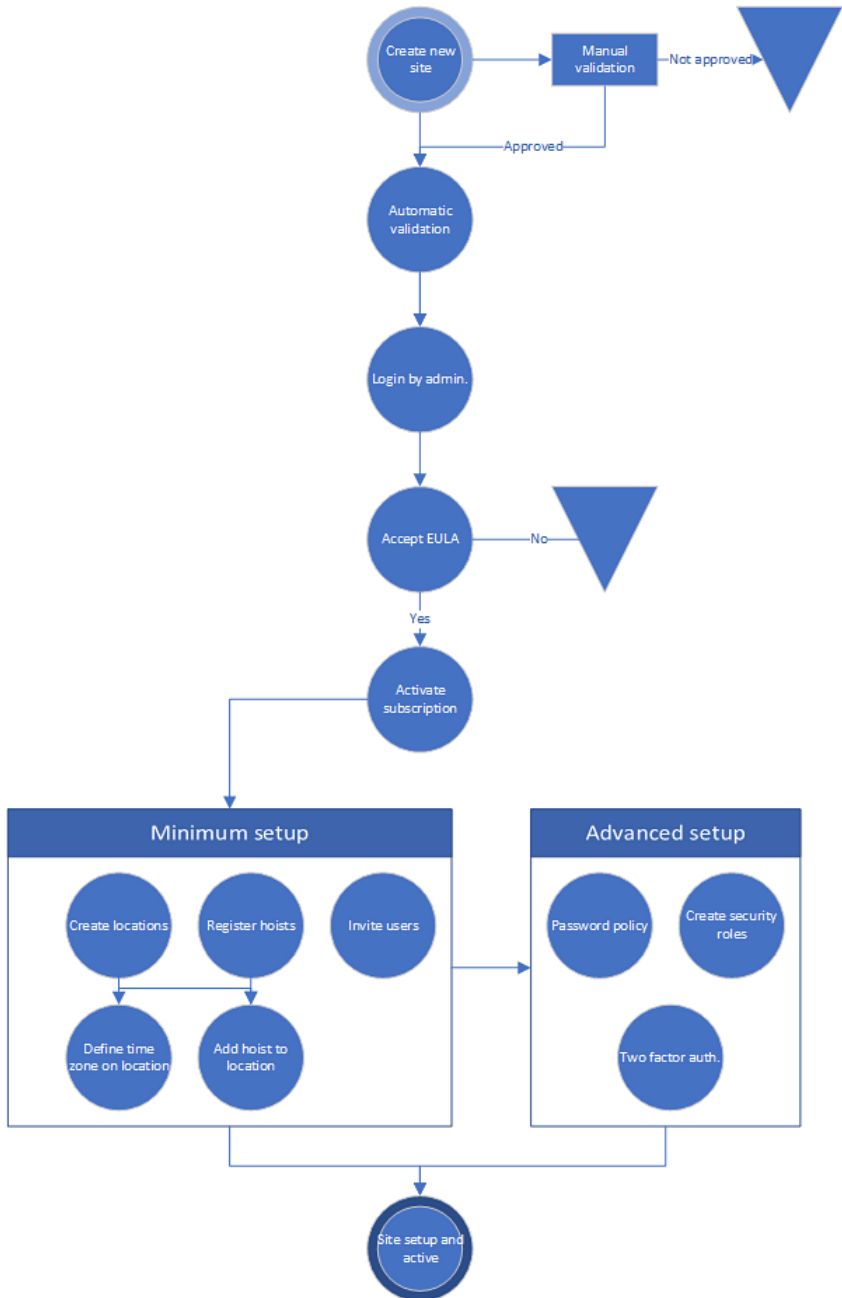 Create new
site
Manual
validation
Not approved
Approved
Automatic
validation
Login by admin.
Accept EULA
No
Yes
Activate
subscription
Minimum setup
Advanced setup
Create locations
Register hoists
Invite users
Password policy
Create security
roles
Define time
zone on location
Add hoist to
location
Two factor auth.
Site setup and
active